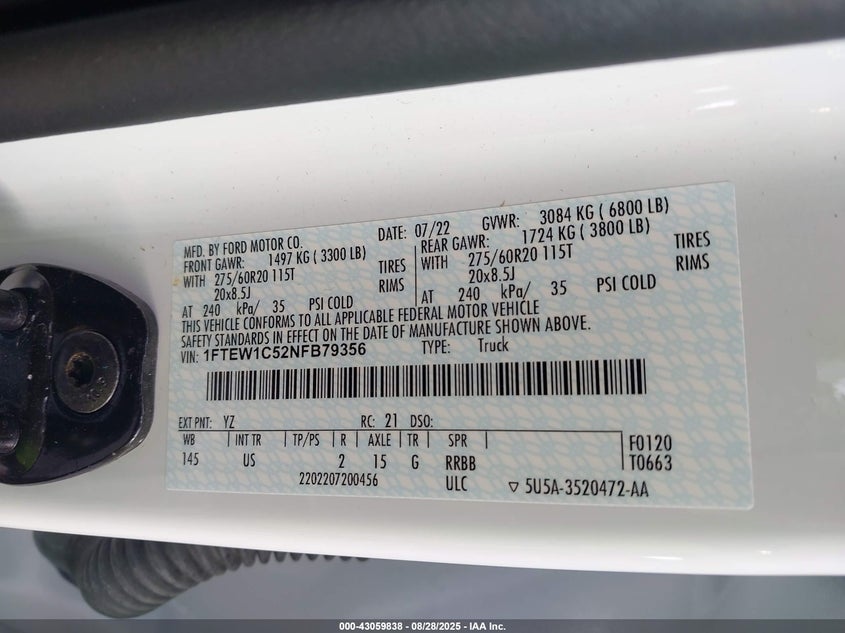 MFD. BY FORD MOTOR CO. DATE: 07/22 GVWR: 3084 KG ( 6800 LB)
FRONT GAWR: 1497 KG ( 3300 LB) REAR GAWR: 1724 KG ( 3800 LB)
WITH 275/60R20 115T TIRES WITH 275/60R20 115T TIRES
20x8.5J RIMS 20x8.5J RIMS
AT 240 kPa/ 35 PSI COLD AT 240 kPa/ 35 PSI COLD
THIS VEHICLE CONFORMS TO ALL APPLICABLE FEDERAL MOTOR VEHICLE
SAFETY STANDARDS IN EFFECT ON THE DATE OF MANUFACTURE SHOWN ABOVE.
VIN: 1FTEW1C52NFB79356 TYPE: Truck
EXT PNT: YZ RC: 21 DSO:
WB INT TR TP/PS R AXLE TR SPR F0120
145 US 2 15 G RRBB T0663
2202207200456 ULC ▽ 5U5A-3520472-AA
000-43059838 | 08/28/2025 | IAA Inc.